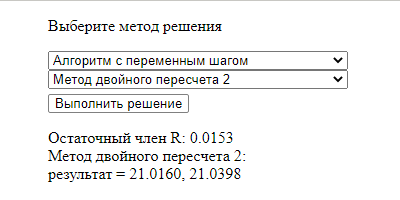 Выберите метод решения
Алгоритм с переменным шагом
Метод двойного пересчета 2
Выполнить решение
Остаточный член R: 0.0153
Метод двойного пересчета 2:
результат = 21.0160, 21.0398